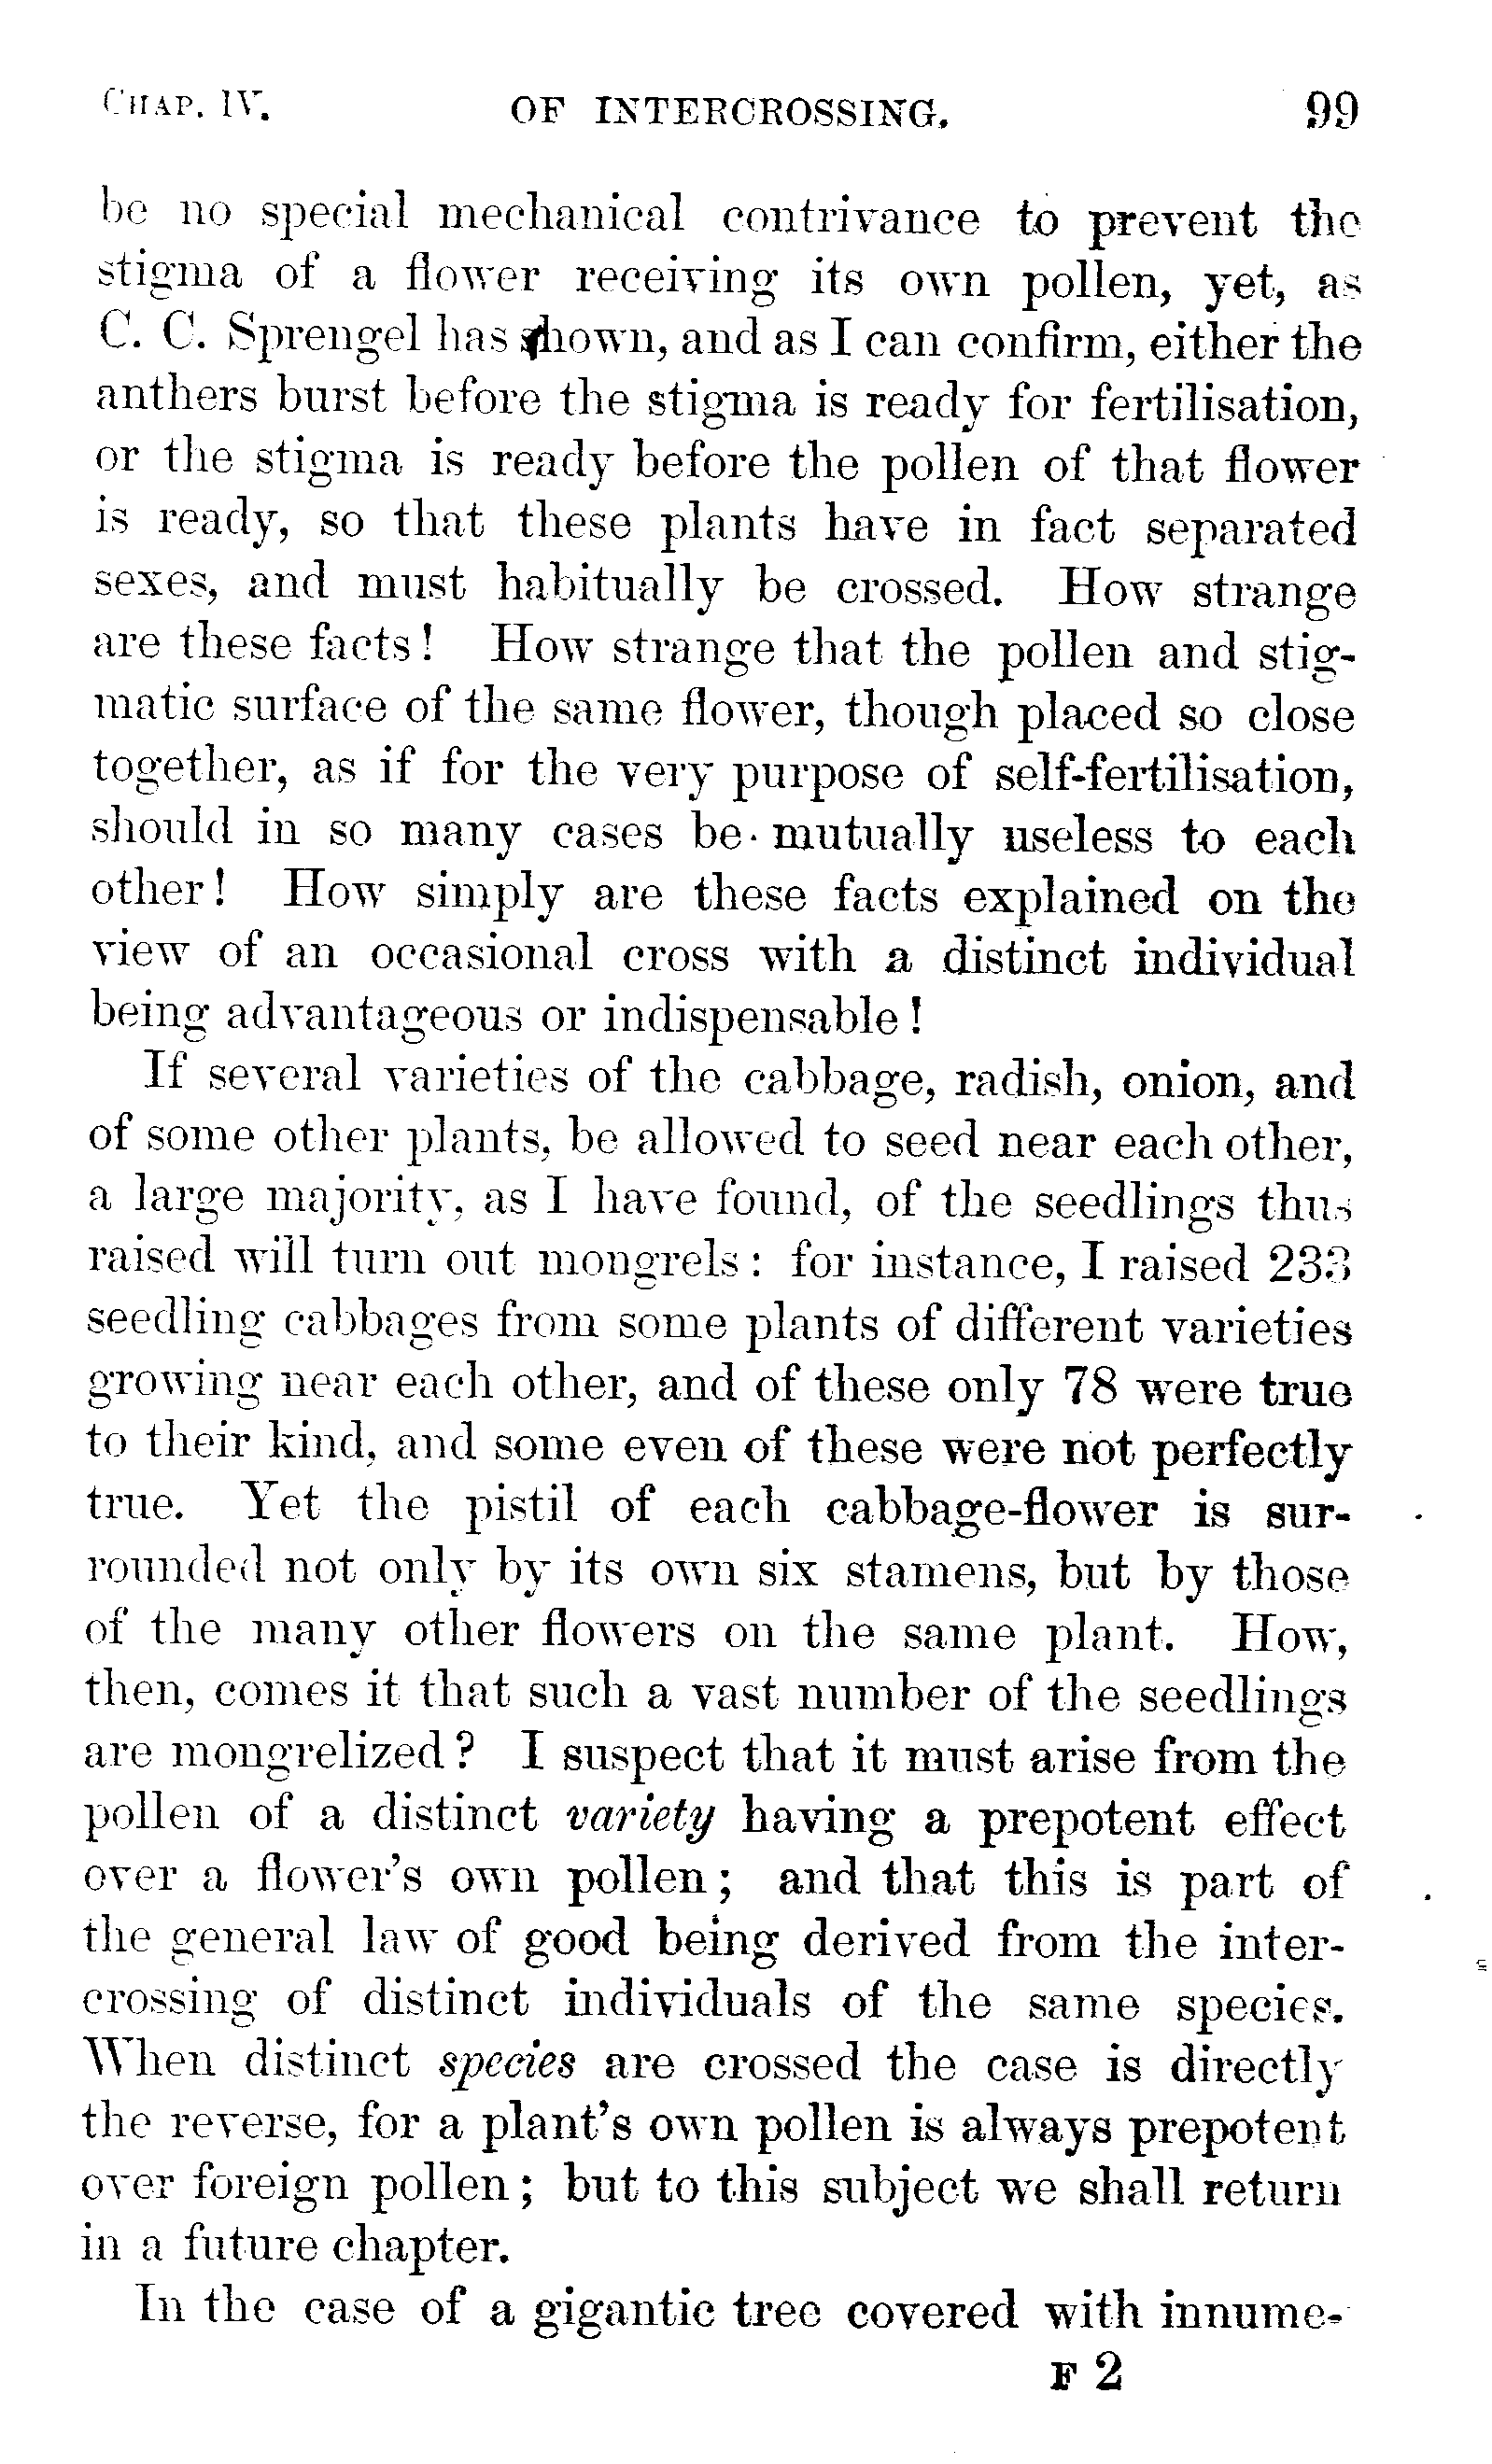 CHAP. IV. OF INTERCROSSING. 99
be no special mechanical contrivance to prevent the
stigma of a flower receiving its own pollen, yet, as
C. C. Sprengel has shown, and as I can confirm, either the
anthers burst before the stigma is ready for fertilisation,
or the stigma is ready before the pollen of that flower
is ready, so that these plants have in fact separated
sexes, and must habitually be crossed. How strange
are these facts! How strange that the pollen and stig-
matic surface of the same flower, though placed so close
together, as if for the very purpose of self-fertilisation,
should in so many cases be mutually useless to each
other! How simply are these facts explained on the
view of an occasional cross with a distinct individual
being advantageous or indispensable!
If several varieties of the cabbage, radish, onion, and
of some other plants, be allowed to seed near each other,
a large majority, as I have found, of the seedlings thus
raised will turn out mongrels: for instance, I raised 233
seedling cabbages from some plants of different varieties
growing near each other, and of these only 78 were true
to their kind, and some even of these were not perfectly
true. Yet the pistil of each cabbage-flower is sur-
rounded not only by its own six stamens, but by those
of the many other flowers on the same plant. How,
then, comes it that such a vast number of the seedlings
are mongrelized? I suspect that it must arise from the
pollen of a distinct variety having a prepotent effect
over a flower's own pollen; and that this is part of
the general law of good being derived from the inter-
crossing of distinct individuals of the same species.
When distinct species are crossed the case is directly
the reverse, for a plant's own pollen is always prepotent
over foreign pollen; but to this subject we shall return
in a future chapter.
In the case of a gigantic tree covered with innume-
F 2